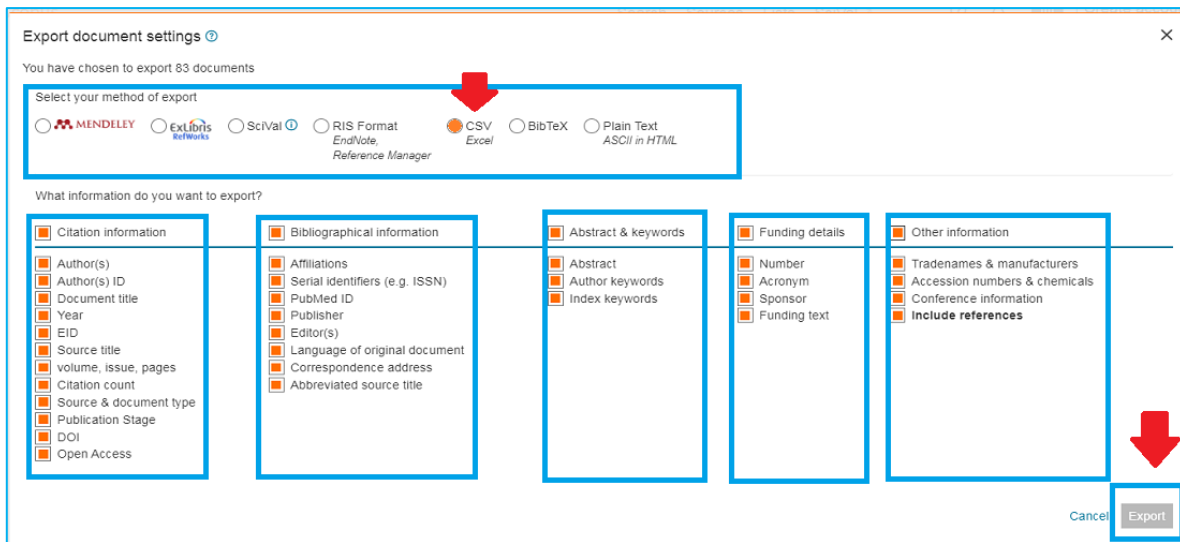 Export document settings
You have chosen to export 83 documents
Select your method of export
MENDELEY
ExLibris
RefWorks
SciVal
RIS Format
EndNote,
Reference Manager
CSV
Excel
BibTeX
Plain Text
ASCII in HTML
What information do you want to export?
Citation information
Author(s)
Author(s) ID
Document title
Year
EID
Source title
volume, issue, pages
Citation count
Source & document type
Publication Stage
DOI
Open Access
Bibliographical information
Affiliations
Serial identifiers (e.g. ISSN)
PubMed ID
Publisher
Editor(s)
Language of original document
Correspondence address
Abbreviated source title
Abstract & keywords
Abstract
Author keywords
Index keywords
Funding details
Number
Acronym
Sponsor
Funding text
Other information
Tradenames & manufacturers
Accession numbers & chemicals
Conference information
Include references
Cancel
Export